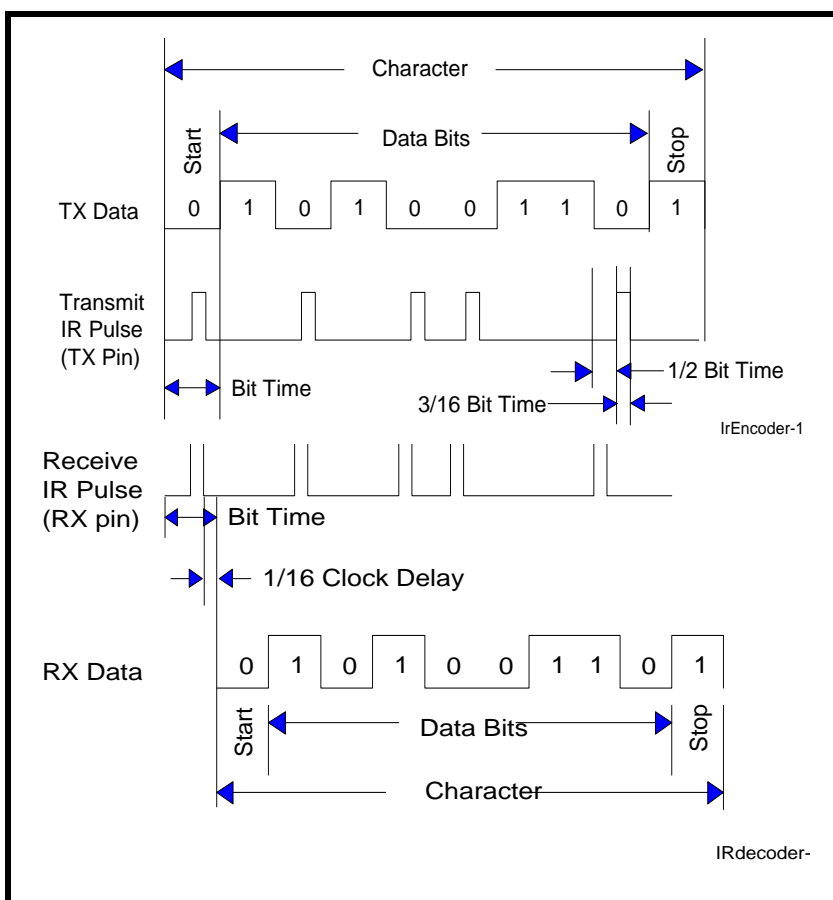 Character
Start
Data Bits
Stop
TX Data
0 1 0 1 0 0 1 1 0 1
Transmit
IR Pulse
(TX Pin)
Bit Time
1/2 Bit Time
3/16 Bit Time
IrEncoder-1
Receive
IR Pulse
(RX pin)
Bit Time
1/16 Clock Delay
RX Data
0 1 0 1 0 0 1 1 0 1
Start
Data Bits
Stop
Character
IRdecoder-